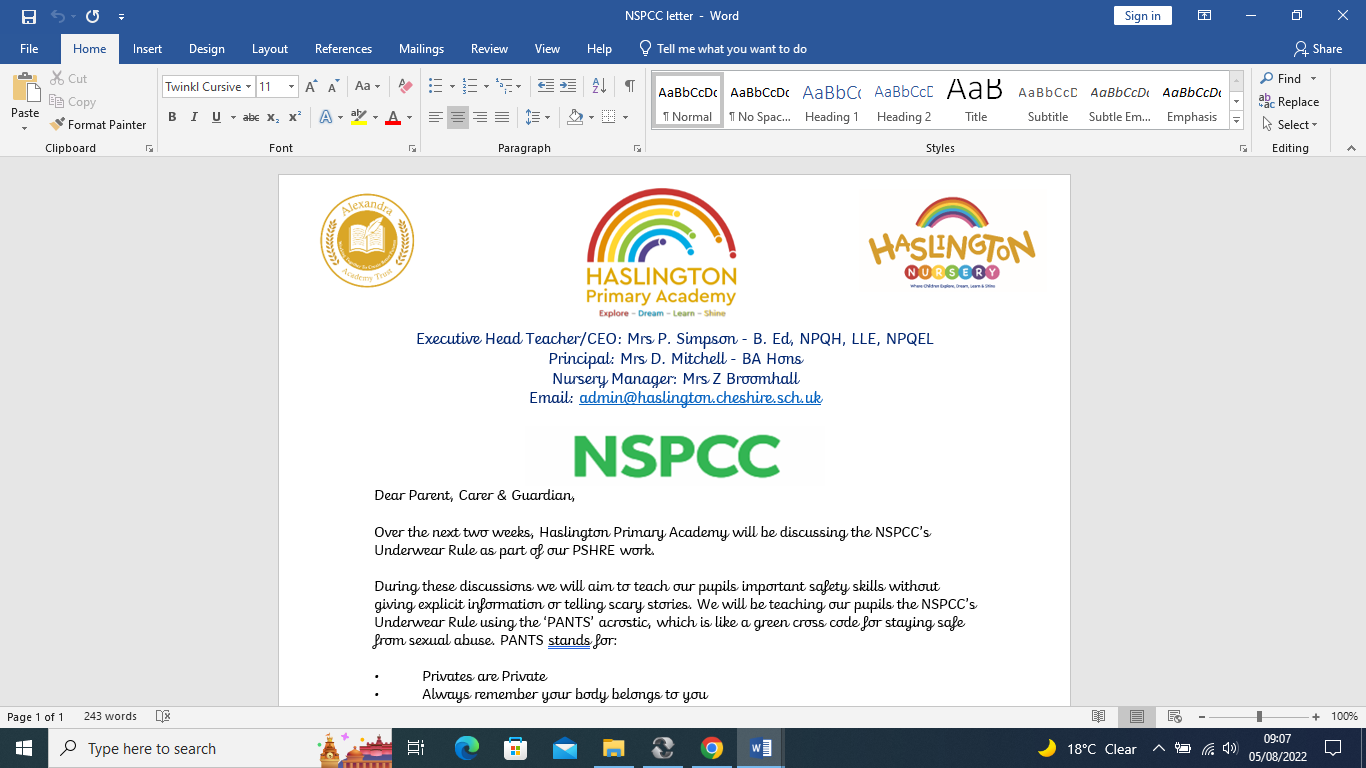 NSPCC letter - Word
Sign in
File Home Insert Design Layout References Mailings Review View Help Tell me what you want to do Share
Paste
Cut
Copy
Format Painter
Clipboard
Twinkl Cursive 11
Font
Paragraph
AaBbCcDc AaBbCcDc AaBbCc AaBbCcD AaB AaBbCcD AaBbCcDc AaBbCcDc
¶ Normal ¶ No Spac... Heading 1 Heading 2 Title Subtitle Subtle Em... Emphasis
Styles
Find
Replace
Select
Editing
Alexandra
Academy Trust
HASLINGTON
Primary Academy
Explore - Dream - Learn - Shine
HASLINGTON
NURSERY
Where Children Explore, Dream, Learn & Shine
Executive Head Teacher/CEO: Mrs P. Simpson - B. Ed, NPQH, LLE, NPQEL
Principal: Mrs D. Mitchell - BA Hons
Nursery Manager: Mrs Z Broomhall
Email: admin@haslington.cheshire.sch.uk
NSPCC
Dear Parent, Carer & Guardian,
Over the next two weeks, Haslington Primary Academy will be discussing the NSPCC's
Underwear Rule as part of our PSHRE work.
During these discussions we will aim to teach our pupils important safety skills without
giving explicit information or telling scary stories. We will be teaching our pupils the NSPCC's
Underwear Rule using the 'PANTS' acrostic, which is like a green cross code for staying safe
from sexual abuse. PANTS stands for:
• Privates are Private
• Always remember your body belongs to you
Page 1 of 1 243 words 100%
Type here to search
18°C Clear
09:07
05/08/2022